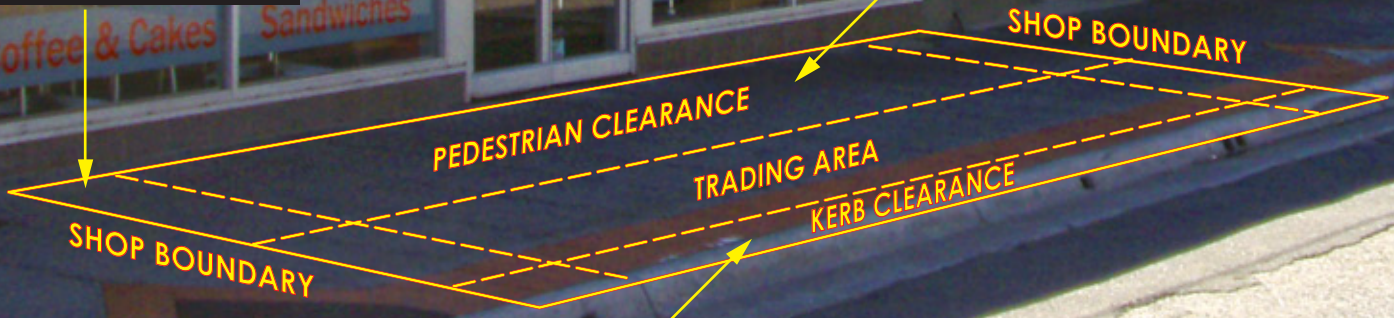 offee & Cakes
Sandwiches
SHOP BOUNDARY
PEDESTRIAN CLEARANCE
TRADING AREA
KERB CLEARANCE
SHOP BOUNDARY